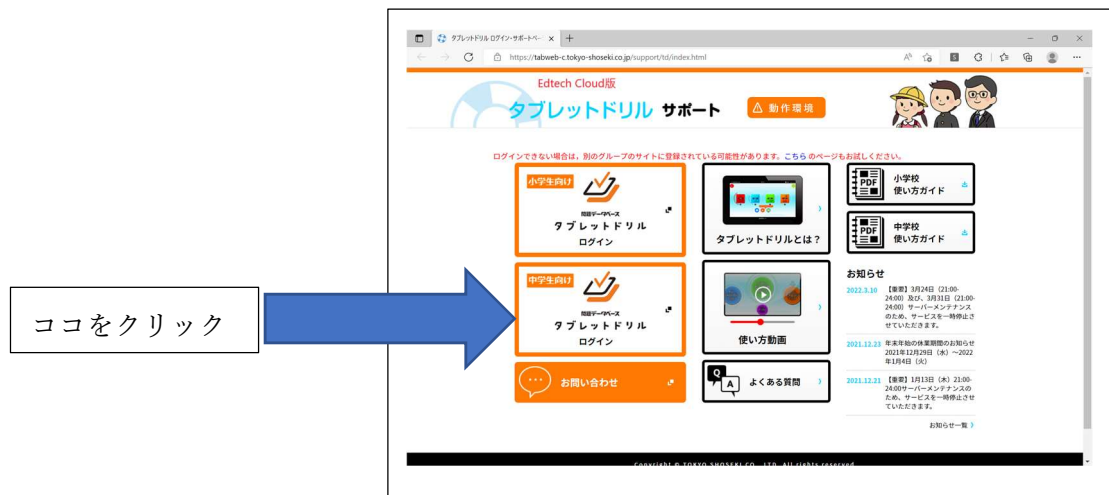 ココをクリック
タブレットドリル ログイン・サポートペー
https://tabweb-c.tokyo-shoseki.co.jp/support/td/index.html
Edtech Cloud版
タブレットドリル サポート
動作環境
ログインできない場合は,別のグループのサイトに登録されている可能性があります。こちら のページもお試しください。
小学生向け
問題データベース
タブレットドリル
ログイン
中学生向け
問題データベース
タブレットドリル
ログイン
お問い合わせ
タブレットドリルとは?
使い方動画
Q
A
よくある質問
PDF
小学校
使い方ガイド
PDF
中学校
使い方ガイド
お知らせ
2022.3.16 【重要】3月24日(21:00-
24:00)及び、3月31日(21:00-
24:00)サーバーメンテナンス
のため、サービスを一時停止さ
せていただきます。
2021.12.23 年末年始の休業期間のお知らせ
2021年12月29日(水)~2022
年1月4日(火)
2021.12.21 【重要】1月13日(木)21:00-
24:00サーバーメンテナンスの
ため、サービスを一時停止させ
ていただきます。
お知らせ一覧
Copyright © TOKYO SHOSEKI CO., LTD. All rights reserved.